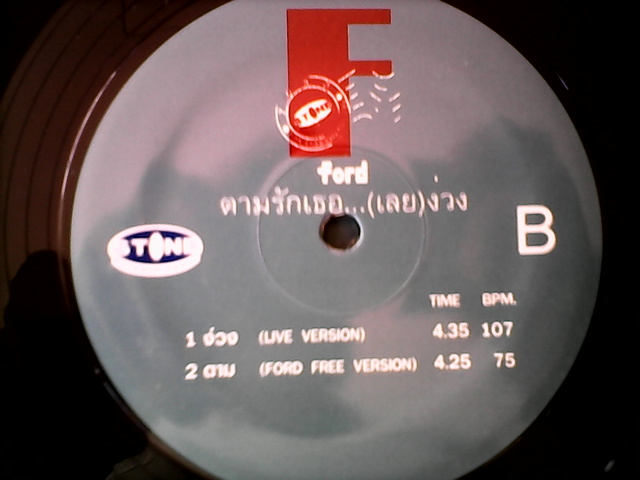 F
STONE
ford
ตามรักเธอ...(เลย)ง่วง
STONE
B
TIME BPM.
1 ง่วง (LIVE VERSION) 4.35 107
2 ตาม (FORD FREE VERSION) 4.25 75